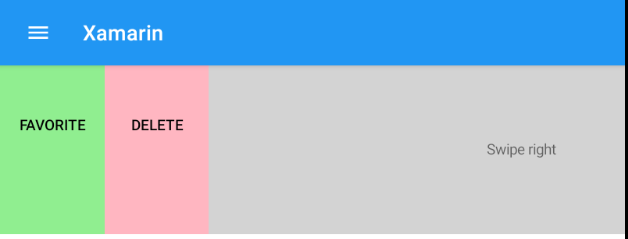 Xamarin
FAVORITE
DELETE
Swipe right